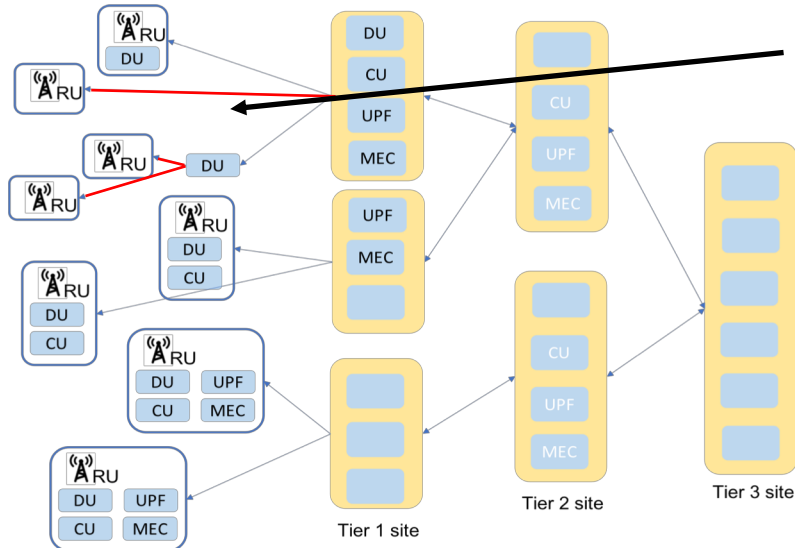 RU
DU
RU
RU
DU
RU
RU
DU
CU
RU
DU
CU
RU
DU UPF
CU MEC
RU
DU UPF
CU MEC
DU
CU
UPF
MEC
UPF
MEC
Tier 1 site
CU
UPF
MEC
CU
UPF
MEC
Tier 2 site
Tier 3 site